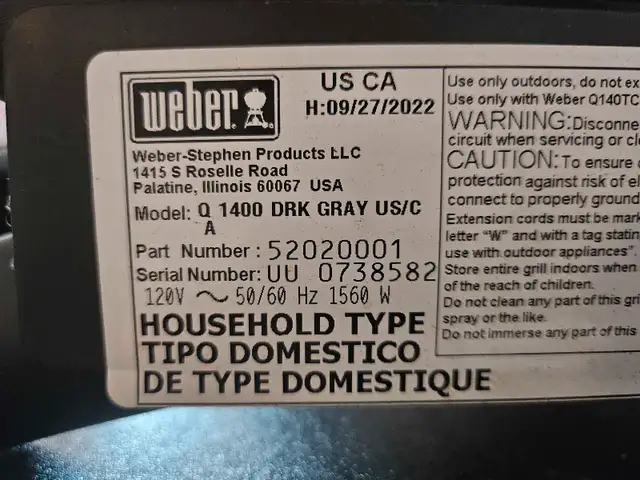 weber
US CA
H:09/27/2022
Weber-Stephen Products LLC
1415 S Roselle Road
Palatine, Illinois 60067 USA
Model: Q 1400 DRK GRAY US/C
A
Part Number : 52020001
Serial Number: UU 0738582
120V ~ 50/60 Hz 1560 W
HOUSEHOLD TYPE
TIPO DOMESTICO
DE TYPE DOMESTIQUE
Use only outdoors, do not ex
Use only with Weber Q140TC
WARNING: Disconne
circuit when servicing or cl
CAUTION: To ensure
protection against risk of el
connect to properly ground
Extension cords must be mar
letter "W" and with a tag statin
use with outdoor appliances".
Store entire grill indoors when
of the reach of children.
Do not clean any part of this gri
spray or the like.
Do not immerse any part of this